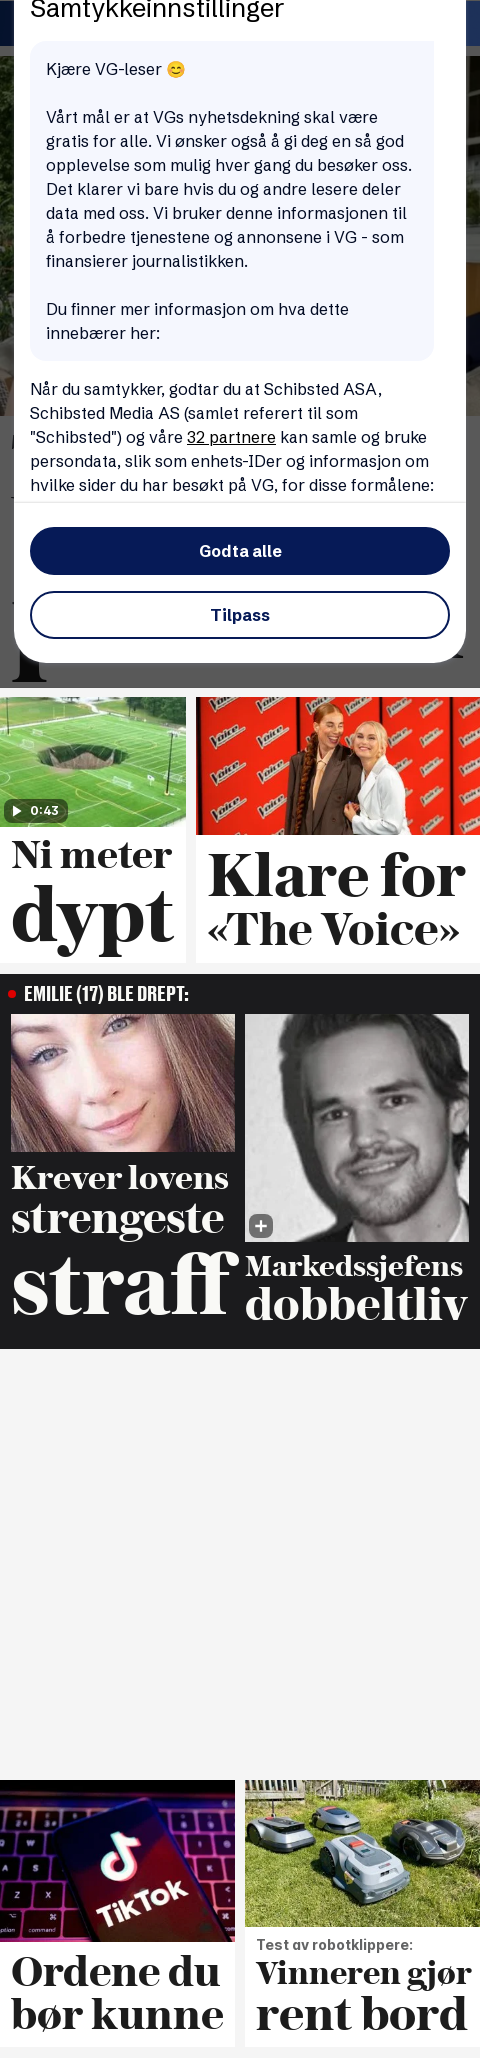 Samtykkeinnstillinger
Kjære VG-leser 😊
Vårt mål er at VGs nyhetsdekning skal være
gratis for alle. Vi ønsker også å gi deg en så god
opplevelse som mulig hver gang du besøker oss.
Det klarer vi bare hvis du og andre lesere deler
data med oss. Vi bruker denne informasjonen til
å forbedre tjenestene og annonsene i VG - som
finansierer journalistikken.
Du finner mer informasjon om hva dette
innebærer her:
Når du samtykker, godtar du at Schibsted ASA,
Schibsted Media AS (samlet referert til som
"Schibsted") og våre 32 partnere kan samle og bruke
persondata, slik som enhets-IDer og informasjon om
hvilke sider du har besøkt på VG, for disse formålene:
Godta alle
Tilpass
0:43
Ni meter
dypt
Voice
Voice
Voice
Voice
Klare for
«The Voice»
EMILIE (17) BLE DREPT:
Krever lovens
strengeste
straff
Markedssjefens
dobbeltliv
TikTok
option
command
Ordene du
bør kunne
Test av robotklippere:
Vinneren gjør
rent bord